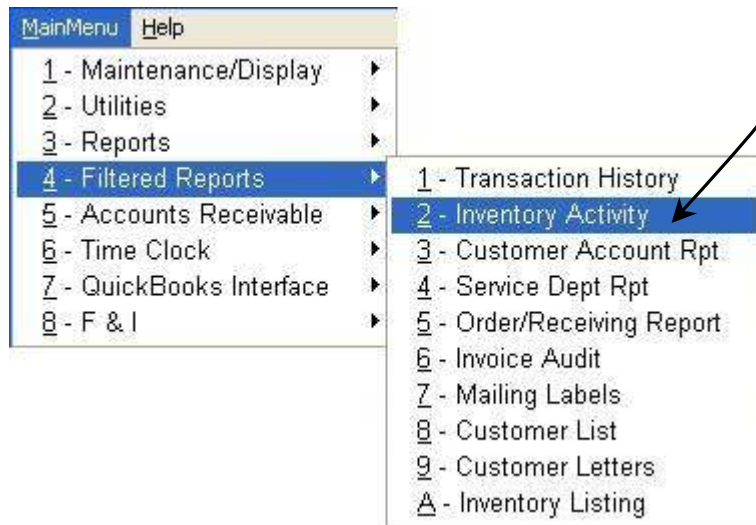 MainMenu Help
1 - Maintenance/Display
2 - Utilities
3 - Reports
4 - Filtered Reports
5 - Accounts Receivable
6 - Time Clock
7 - QuickBooks Interface
8 - F & I
1 - Transaction History
2 - Inventory Activity
3 - Customer Account Rpt
4 - Service Dept Rpt
5 - Order/Receiving Report
6 - Invoice Audit
7 - Mailing Labels
8 - Customer List
9 - Customer Letters
A - Inventory Listing